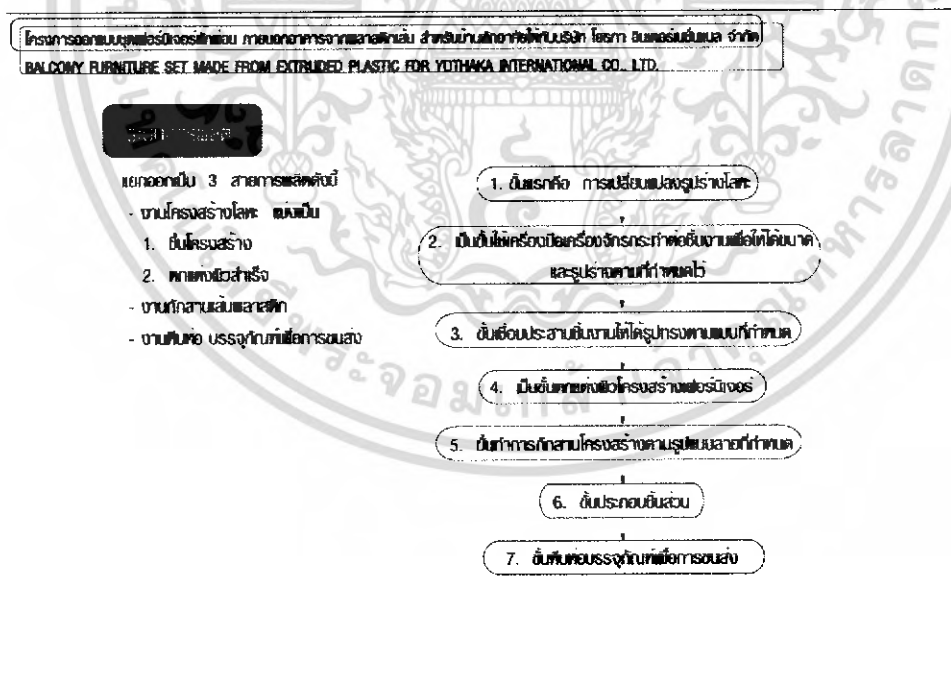 โครงการออกแบบชุดเฟอร์นิเจอร์พักผ่อน ภายนอกอาคารจากพลาสติกเส้น สำหรับบ้านพักอาศัยให้กับบริษัท โยธกา อินเตอร์เนชั่นแนล จำกัด
BALCONY FURNITURE SET MADE FROM EXTRUDED PLASTIC FOR YOTHAKA INTERNATIONAL CO., LTD.
แยกออกเป็น 3 สายการผลิตดังนี้
- งานโครงสร้างโลหะ แบ่งเป็น
1. ขึ้นโครงสร้าง
2. ตกแต่งผิวสำเร็จ
- งานถักสานเส้นพลาสติก
- งานหีบห่อ บรรจุภัณฑ์เพื่อการขนส่ง
1. ขั้นแรกคือ การเปลี่ยนแปลงรูปร่างโลหะ
2. เป็นขั้นใช้เครื่องมือเครื่องจักรกระทำต่อชิ้นงานเพื่อให้ได้ขนาด
และรูปร่างตามที่กำหนดไว้
3. ขั้นเชื่อมประสานชิ้นงานให้ได้รูปทรงตามแบบที่กำหนด
4. เป็นขั้นตกแต่งผิวโครงสร้างเฟอร์นิเจอร์
5. ขั้นทำการถักสานโครงสร้างตามรูปแบบลายที่กำหนด
6. ขั้นประกอบชิ้นส่วน
7. ขั้นหีบห่อบรรจุภัณฑ์เพื่อการขนส่ง